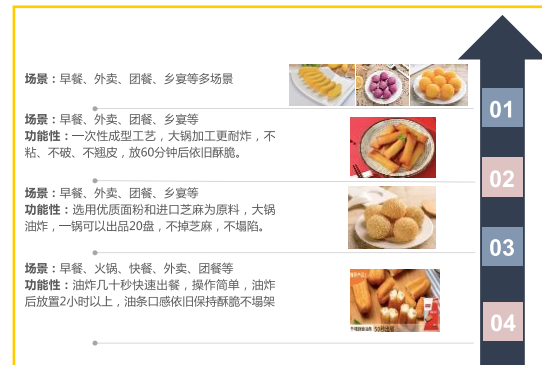 场景：早餐、外卖、团餐、乡宴等多场景
01
场景：早餐、外卖、团餐、乡宴等
功能性：一次性成型工艺，大锅加工更耐炸，不
粘、不破、不翘皮，放60分钟后依旧酥脆。
02
场景：早餐、外卖、团餐、乡宴等
功能性：选用优质面粉和进口芝麻为原料，大锅
油炸，一锅可以出品20盘，不掉芝麻，不塌陷。
03
场景：早餐、火锅、快餐、外卖、团餐等
功能性：油炸几十秒快速出餐，操作简单，油炸
后放置2小时以上，油条口感依旧保持酥脆不塌架
04